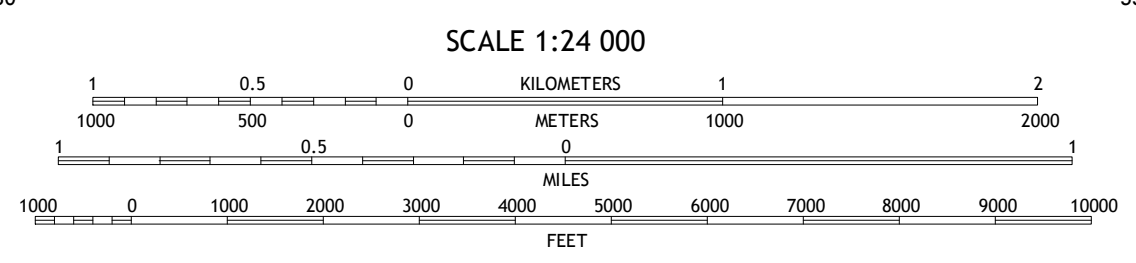 SCALE 1:24 000
1 0.5 0 KILOMETERS 1 2
1000 500 0 METERS 1000 2000
1 0.5 0 1
MILES
1000 0 1000 2000 3000 4000 5000 6000 7000 8000 9000 10000
FEET